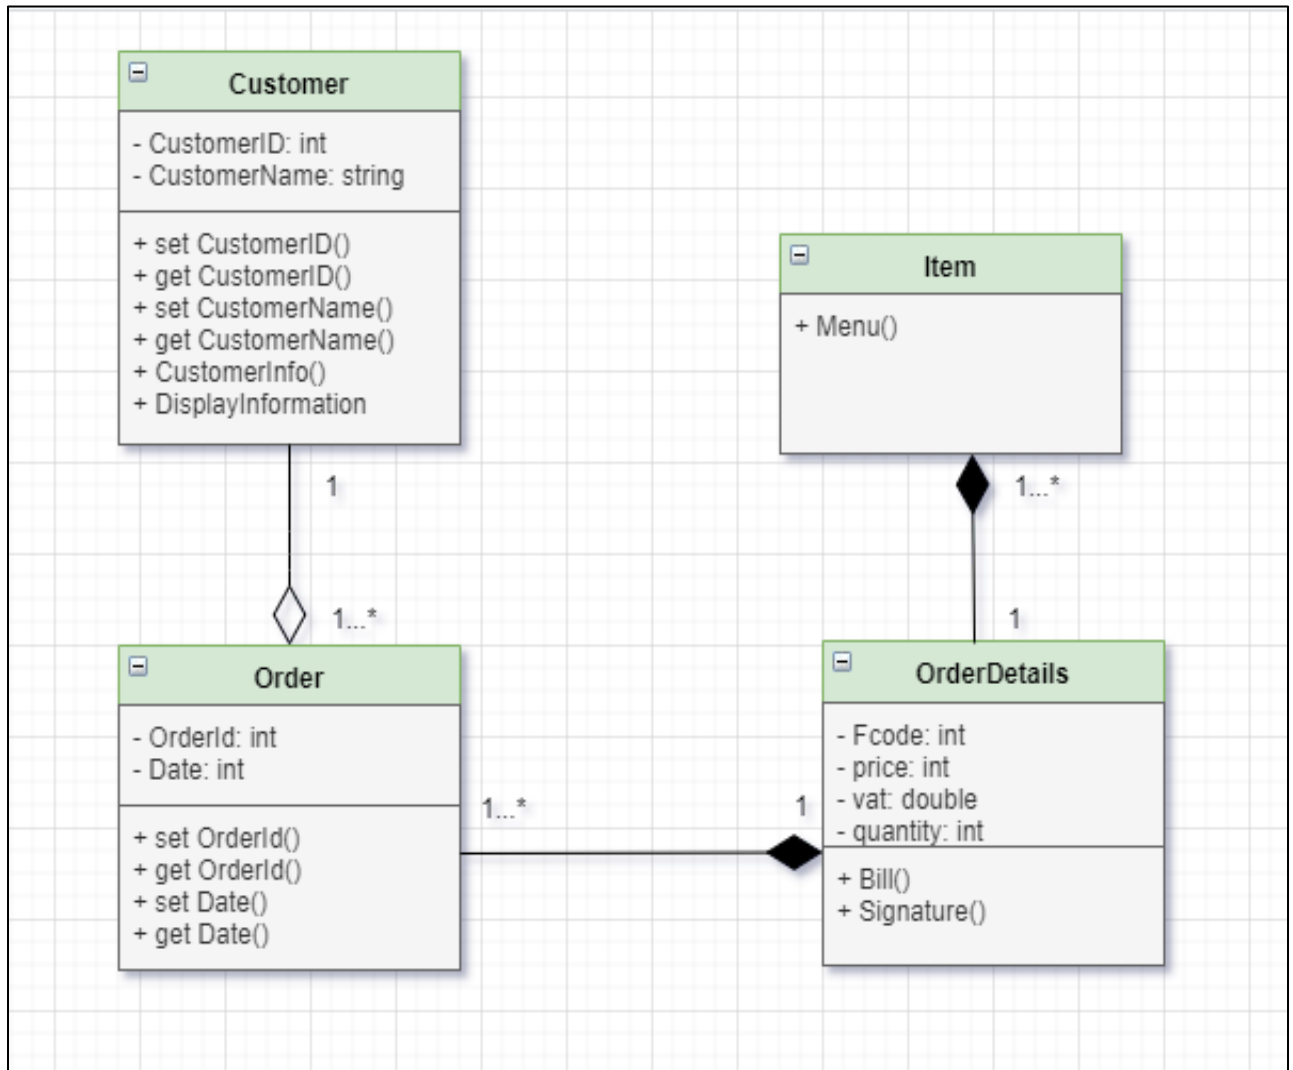 Customer
- CustomerID: int
- CustomerName: string
+ set CustomerID()
+ get CustomerID()
+ set CustomerName()
+ get CustomerName()
+ CustomerInfo()
+ DisplayInformation
1
1...*
Order
- OrderId: int
- Date: int
+ set OrderId()
+ get OrderId()
+ set Date()
+ get Date()
1...*
1
Item
+ Menu()
1...*
1
OrderDetails
- Fcode: int
- price: int
- vat: double
- quantity: int
+ Bill()
+ Signature()